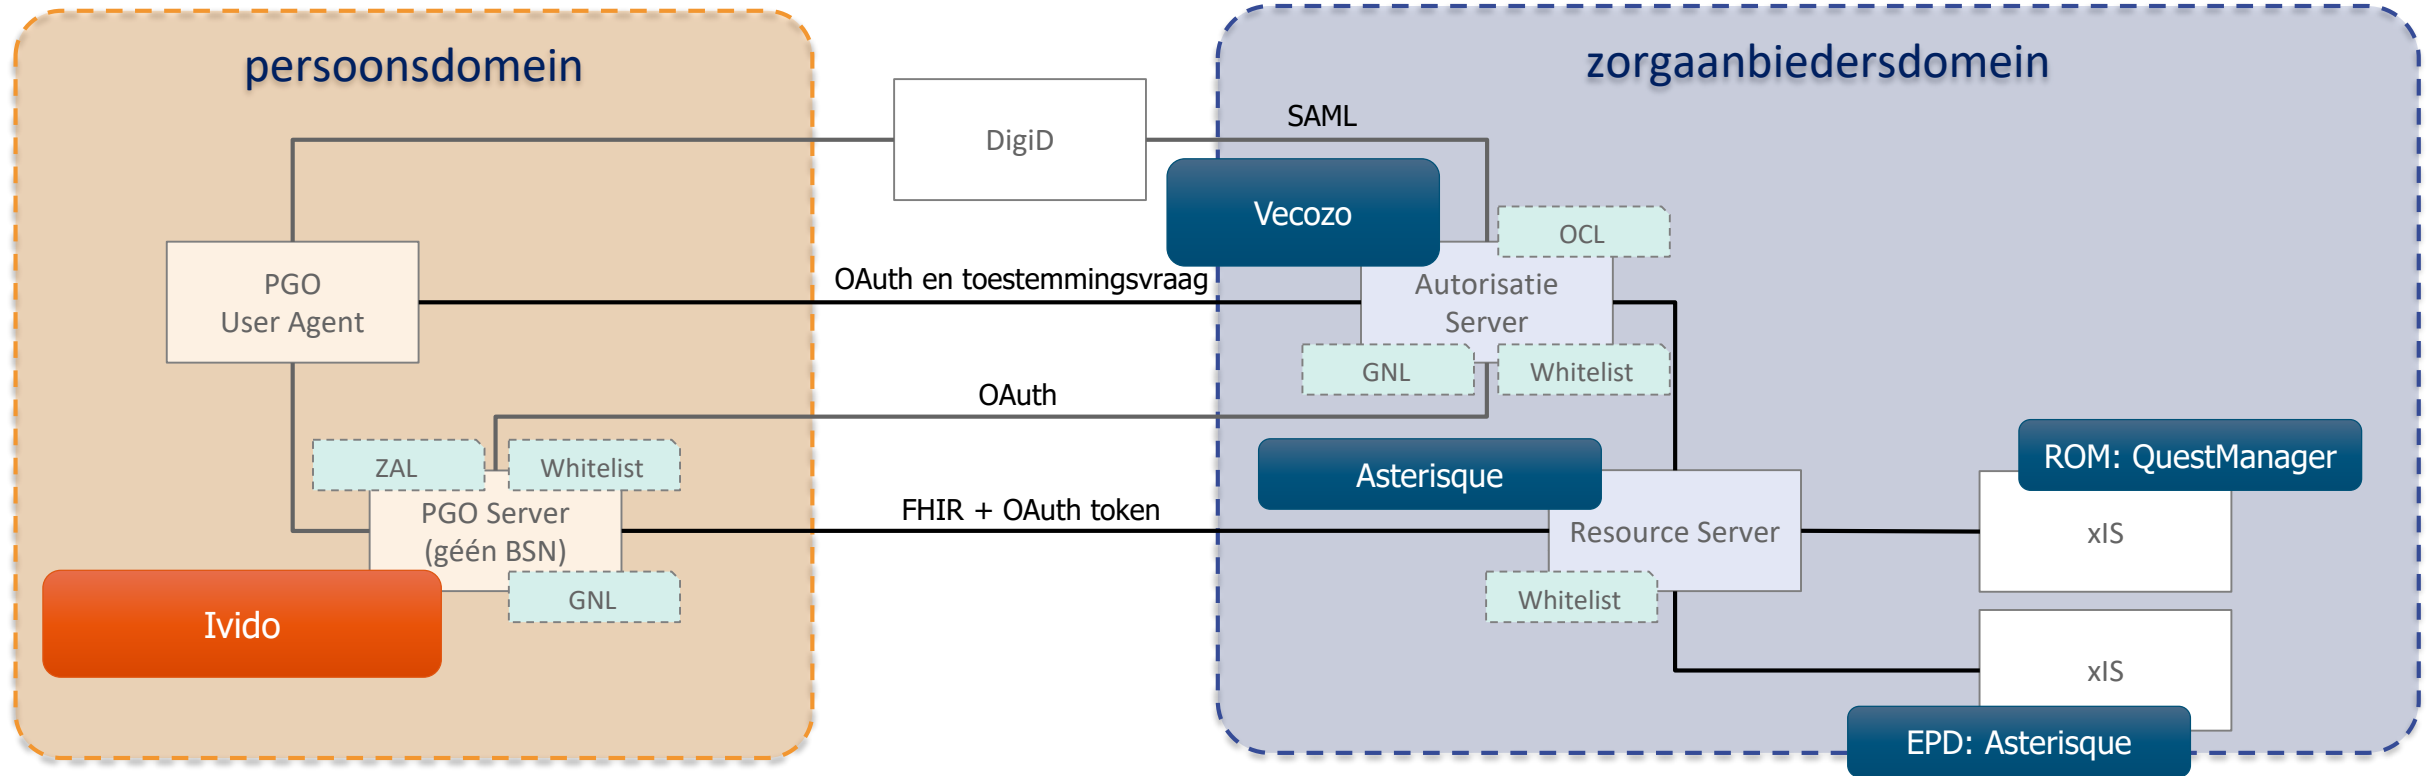 persoonsdomein
zorgaanbiedersdomein
DigiD
SAML
Vecozo
OCL
PGO
User Agent
OAuth en toestemmingsvraag
Autorisatie
Server
GNL
Whitelist
OAuth
ZAL
Whitelist
PGO Server
(géén BSN)
GNL
Ivido
FHIR + OAuth token
Asterisque
Resource Server
Whitelist
ROM: QuestManager
xIS
xIS
EPD: Asterisque